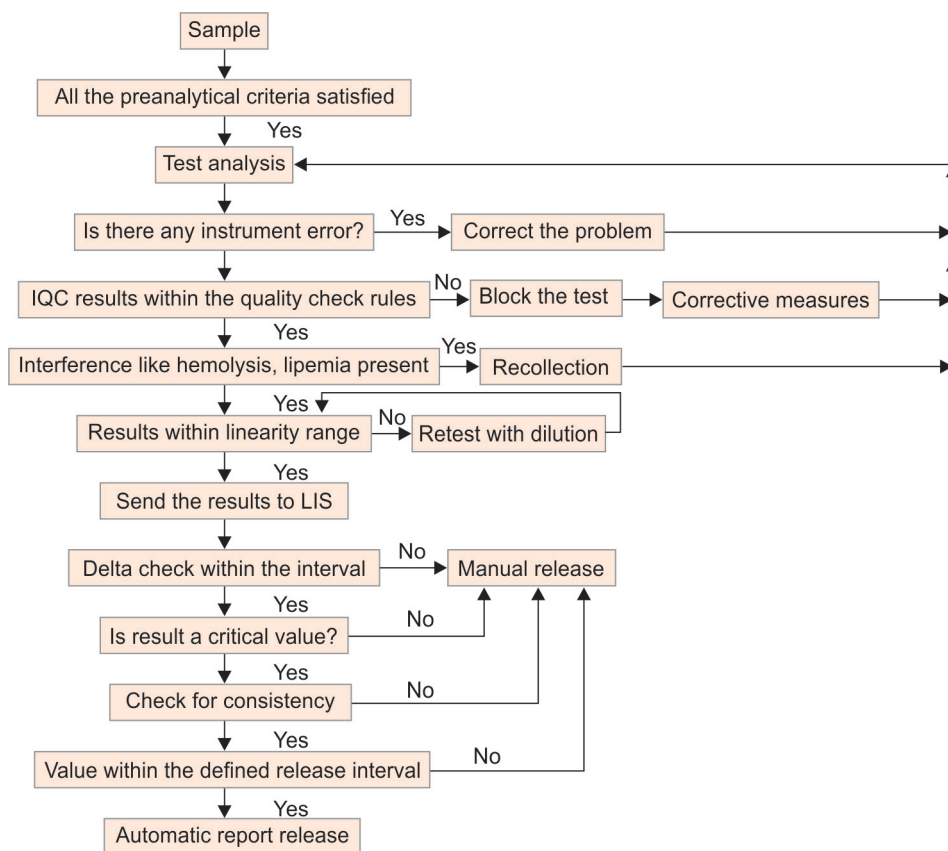 Sample
All the preanalytical criteria satisfied
Yes
Test analysis
Is there any instrument error?
Yes
Correct the problem
IQC results within the quality check rules
No
Block the test
Corrective measures
Yes
Interference like hemolysis, lipemia present
Yes
Recollection
Yes
Results within linearity range
No
Retest with dilution
Yes
Send the results to LIS
Delta check within the interval
No
Manual release
Yes
Is result a critical value?
No
Yes
Check for consistency
No
Yes
Value within the defined release interval
No
Yes
Automatic report release